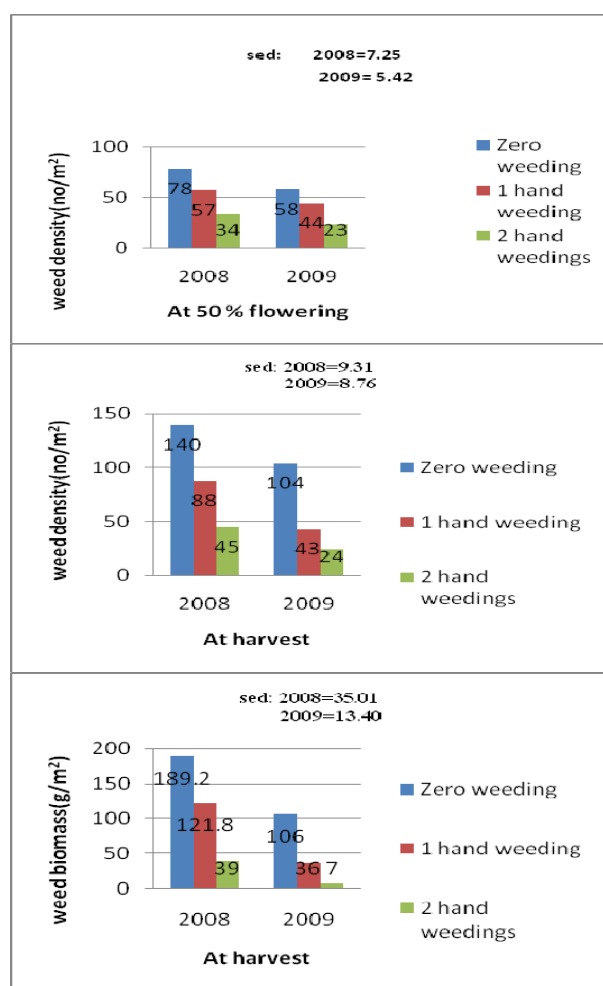 sed: 2008=7.25
2009= 5.42
weed density(no/m²)
100
50
0
78
57
34
58
44
23
2008 2009
At 50 % flowering
Zero
weeding
1 hand
weeding
2 hand
weedings
sed: 2008=9.31
2009=8.76
weed density(no/m²)
150
100
50
0
140
88
45
104
43
24
2008 2009
At harvest
Zero weeding
1 hand weeding
2 hand
weedings
sed: 2008=35.01
2009=13.40
weed biomass(g/m²)
200
150
100
50
0
189.2
121.8
39
106
36
7
2008 2009
At harvest
Zero weeding
1 hand weeding
2 hand
weedings